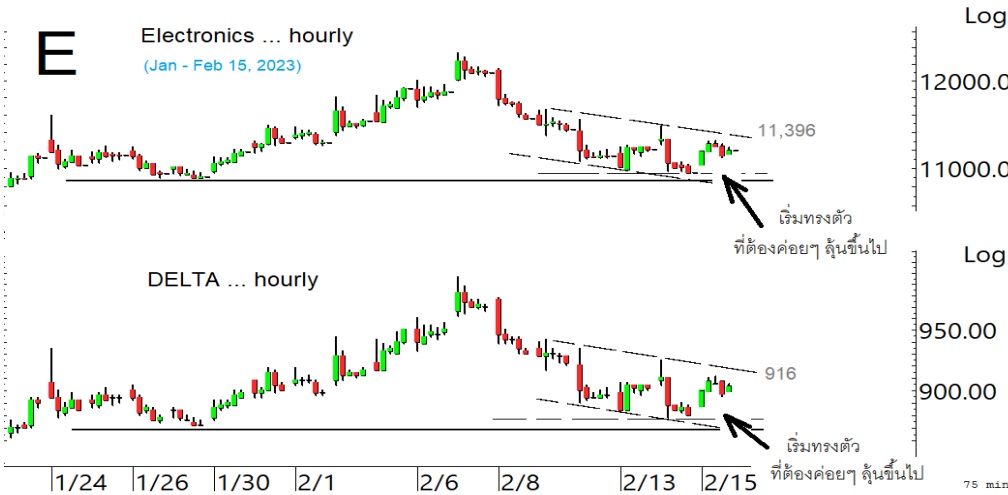 Log
E
Electronics ... hourly
(Jan - Feb 15, 2023)
12000.0
11,396
11000.0
เริ่มทรงตัว
ที่ต้องค่อยๆ ลุ้นขึ้นไป
Log
DELTA ... hourly
950.00
916
900.00
เริ่มทรงตัว
ที่ต้องค่อยๆ ลุ้นขึ้นไป
1/24 1/26 1/30 2/1 2/6 2/8 2/13 2/15
75 min